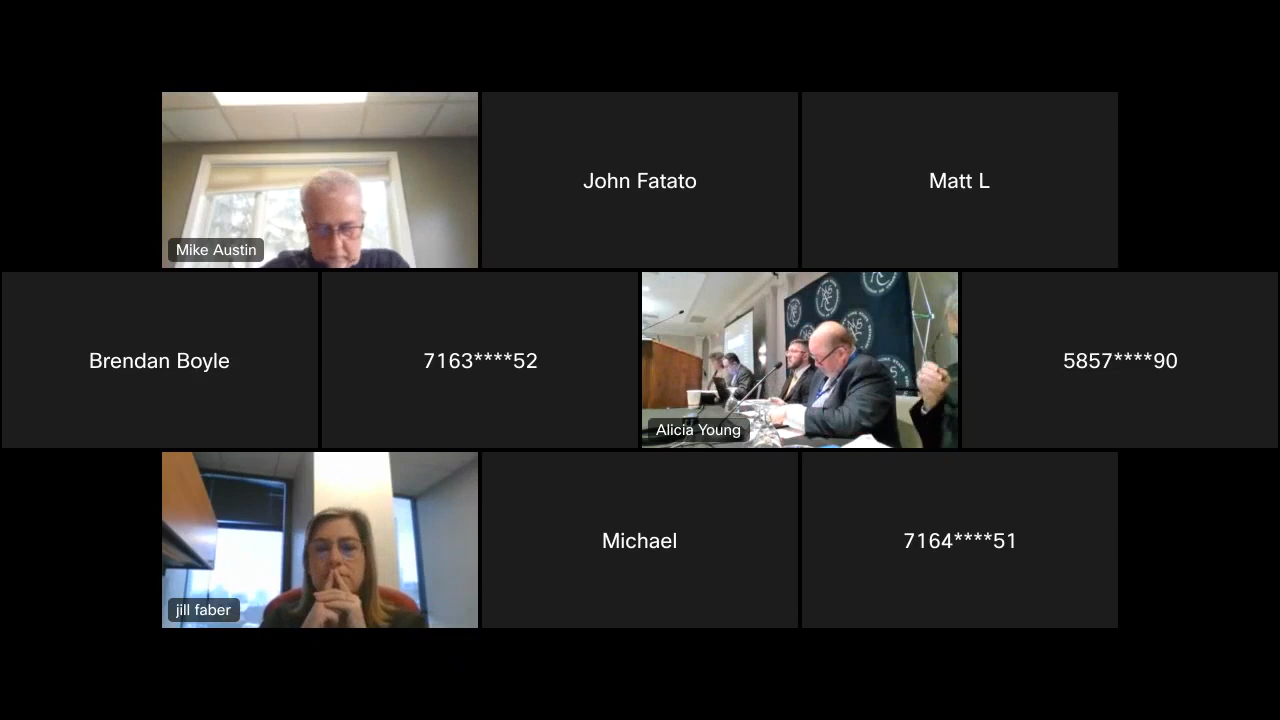 Mike Austin
John Fatato
Matt L
Brendan Boyle
7163****52
Alicia Young
5857****90
jill faber
Michael
7164****51